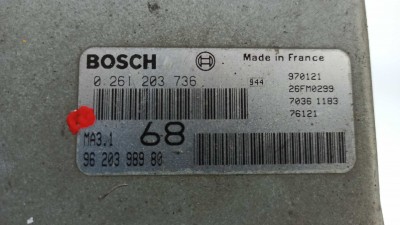 BOSCH Made in France
0 261 203 736 944 970121
26FM0299
7036 1183
76121
MA3.1 68
96 203 989 80